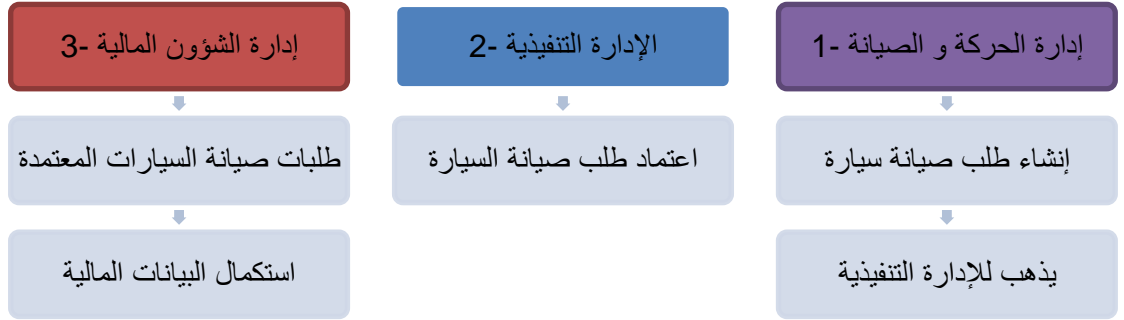 إدارة الحركة و الصيانة -1
إنشاء طلب صيانة سيارة
يذهب للإدارة التنفيذية
الإدارة التنفيذية -2
اعتماد طلب صيانة السيارة
إدارة الشؤون المالية -3
طلبات صيانة السيارات المعتمدة
استكمال البيانات المالية